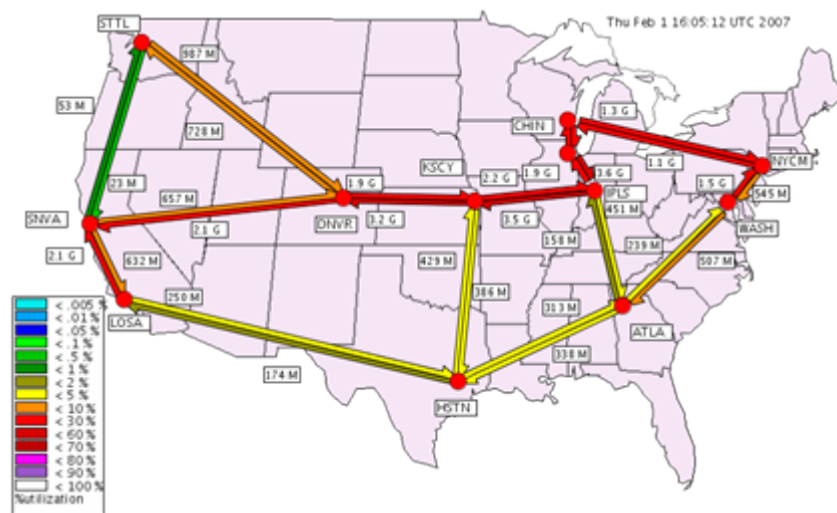 Thu Feb 1 16:05:12 UTC 2007
STTL
987 M
53 M
728 M
1.3 G
CHIN
KSCY
1.9 G
2.2 G
1.9 G
3.6 G
1.1 G
NYCM
23 M
657 M
1.5 G
545 M
IPLS
451 M
SNVA
DNVR
3.2 G
3.5 G
WASH
2.1 G
158 M
239 M
2.1 G
632 M
429 M
507 M
386 M
250 M
313 M
LOSA
ATLA
338 M
174 M
HSTN
< .005 %
< .01 %
< .05 %
< .1 %
< .5 %
< 1 %
< 2 %
< 5 %
< 10 %
< 30 %
< 60 %
< 70 %
< 80 %
< 90 %
< 100 %
%utilization